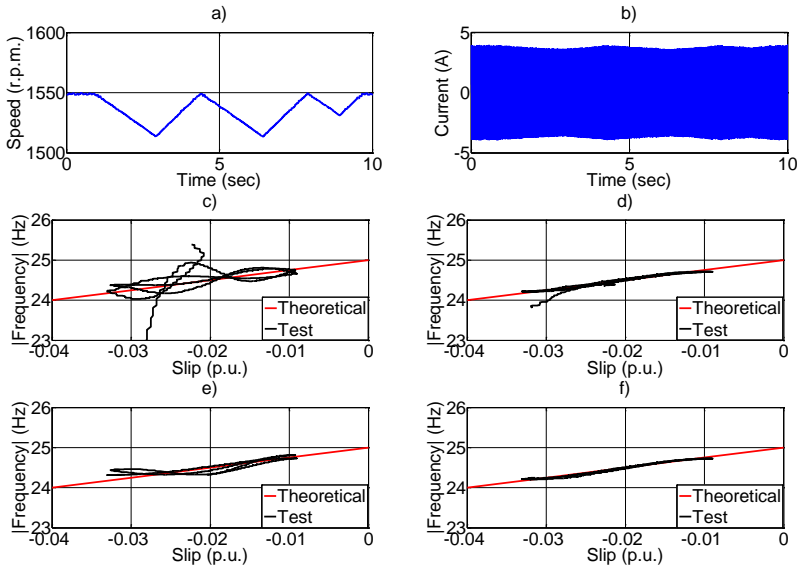 a)
1600
1550
1500
Speed (r.p.m.)
0 5 10
Time (sec)
b)
5
0
-5
Current (A)
0 5 10
Time (sec)
c)
26
25
24
23
|Frequency| (Hz)
Theoretical
Test
-0.04 -0.03 -0.02 -0.01 0
Slip (p.u.)
d)
26
25
24
23
|Frequency| (Hz)
Theoretical
Test
-0.04 -0.03 -0.02 -0.01 0
Slip (p.u.)
e)
26
25
24
23
|Frequency| (Hz)
Theoretical
Test
-0.04 -0.03 -0.02 -0.01 0
Slip (p.u.)
f)
26
25
24
23
|Frequency| (Hz)
Theoretical
Test
-0.04 -0.03 -0.02 -0.01 0
Slip (p.u.)